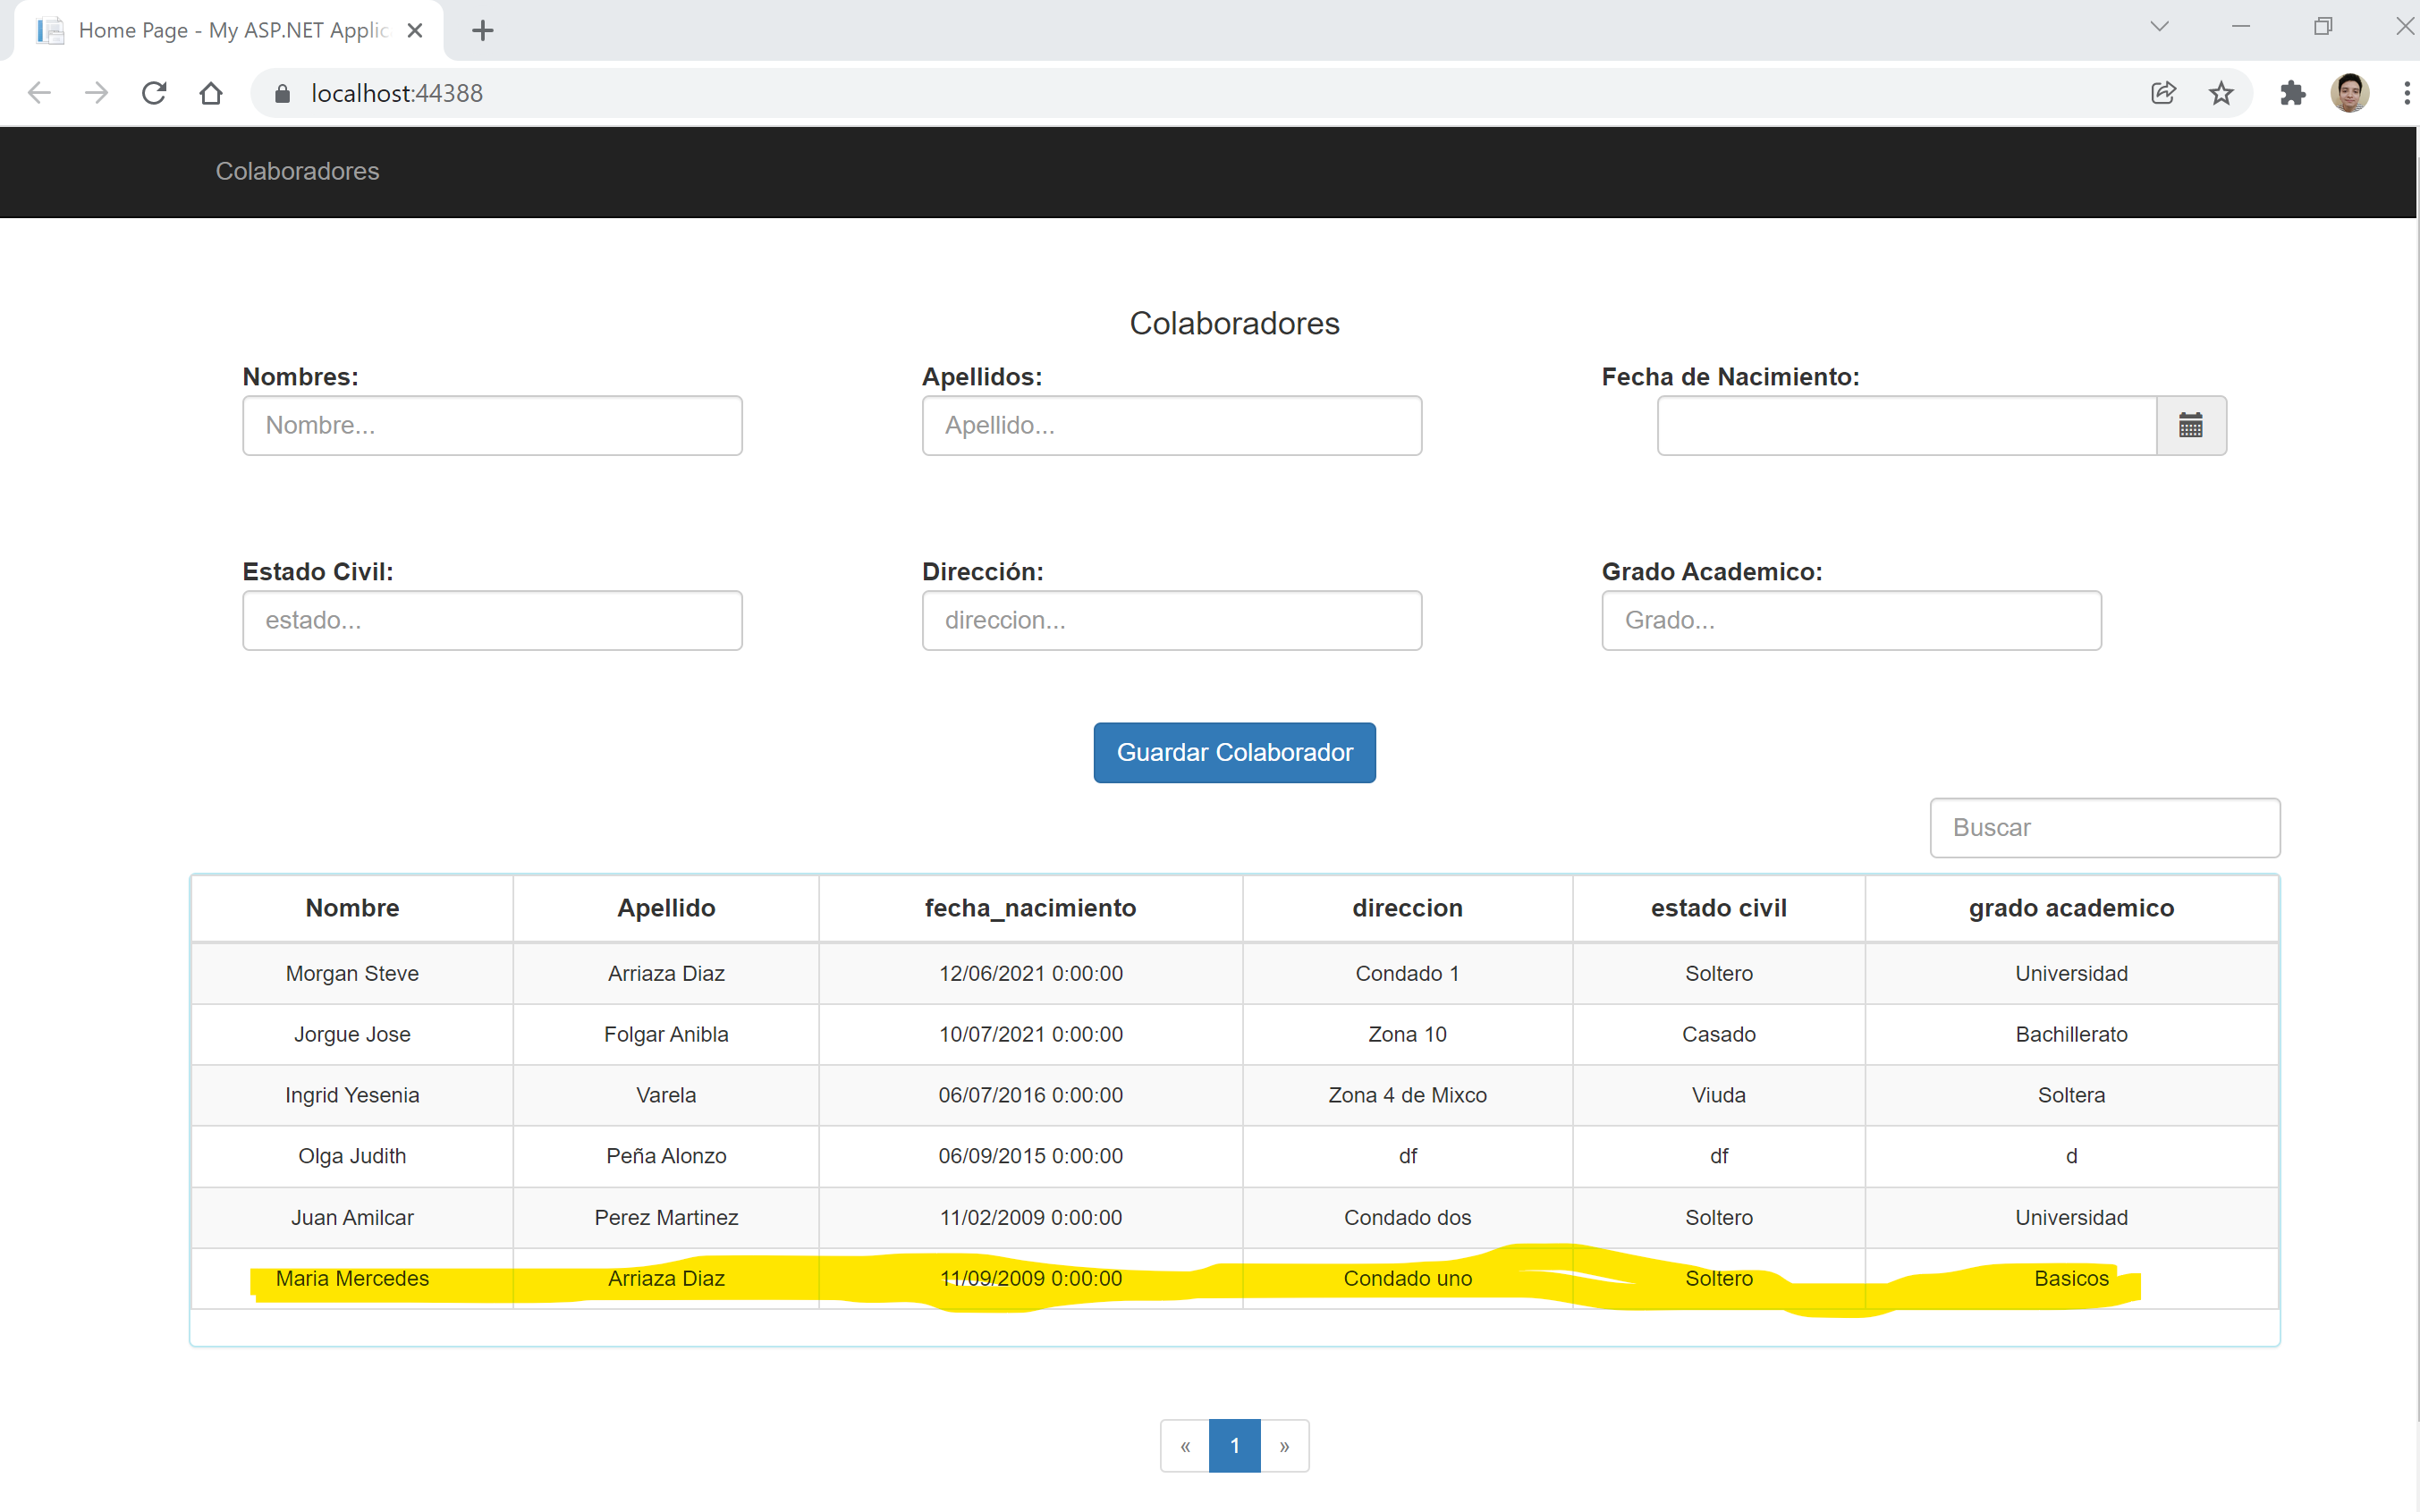 Home Page - My ASP.NET Applic
localhost:44388
Colaboradores
Colaboradores
Nombres: Apellidos: Fecha de Nacimiento:
Nombre... Apellido...
Estado Civil: Dirección: Grado Academico:
estado... direccion... Grado...
Guardar Colaborador
Buscar
Nombre Apellido fecha_nacimiento direccion estado civil grado academico
Morgan Steve Arriaza Diaz 12/06/2021 0:00:00 Condado 1 Soltero Universidad
Jorgue Jose Folgar Anibla 10/07/2021 0:00:00 Zona 10 Casado Bachillerato
Ingrid Yesenia Varela 06/07/2016 0:00:00 Zona 4 de Mixco Viuda Soltera
Olga Judith Peña Alonzo 06/09/2015 0:00:00 df df d
Juan Amilcar Perez Martinez 11/02/2009 0:00:00 Condado dos Soltero Universidad
Maria Mercedes Arriaza Diaz 11/09/2009 0:00:00 Condado uno Soltero Basicos
« 1 »